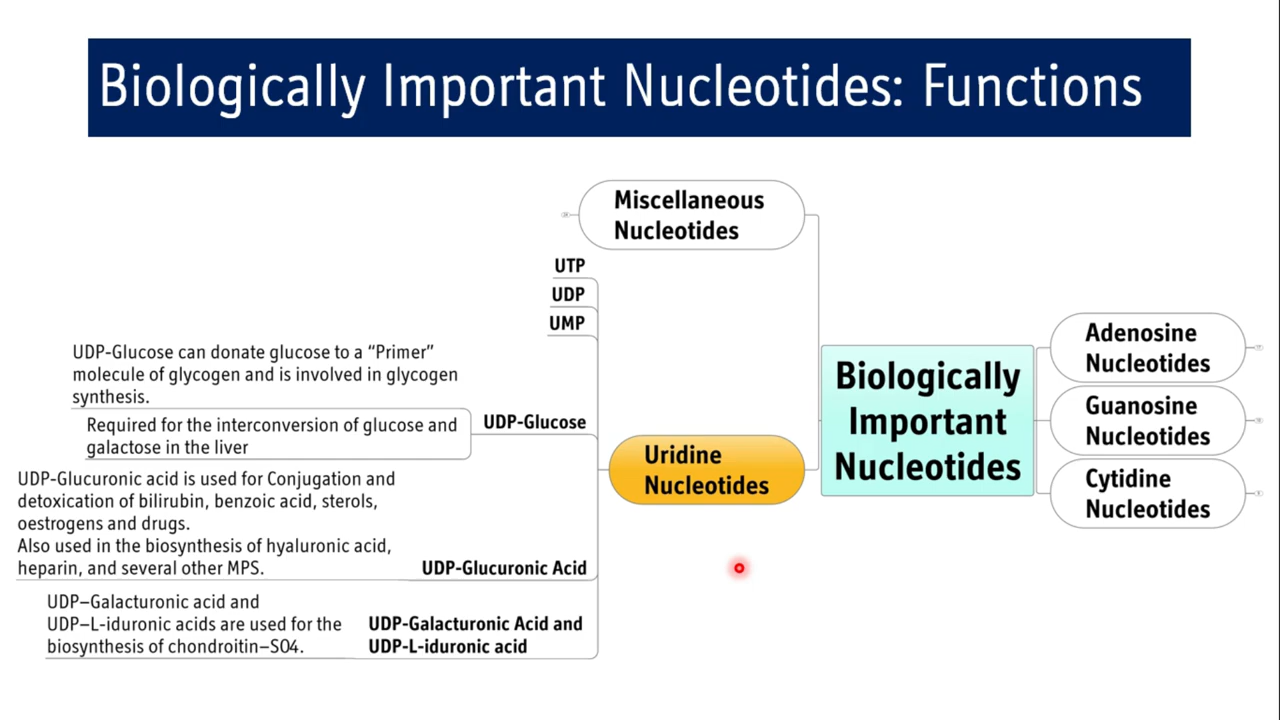 Biologically Important Nucleotides: Functions
Miscellaneous
Nucleotides
UTP
UDP
UMP
UDP-Glucose can donate glucose to a “Primer”
molecule of glycogen and is involved in glycogen
synthesis.
Required for the interconversion of glucose and
galactose in the liver
UDP-Glucose
UDP-Glucuronic acid is used for Conjugation and
detoxication of bilirubin, benzoic acid, sterols,
oestrogens and drugs.
Also used in the biosynthesis of hyaluronic acid,
heparin, and several other MPS.
UDP-Glucuronic Acid
UDP–Galacturonic acid and
UDP–L-iduronic acids are used for the
biosynthesis of chondroitin–SO4.
UDP-Galacturonic Acid and
UDP-L-iduronic acid
Uridine
Nucleotides
Biologically
Important
Nucleotides
Adenosine
Nucleotides
Guanosine
Nucleotides
Cytidine
Nucleotides